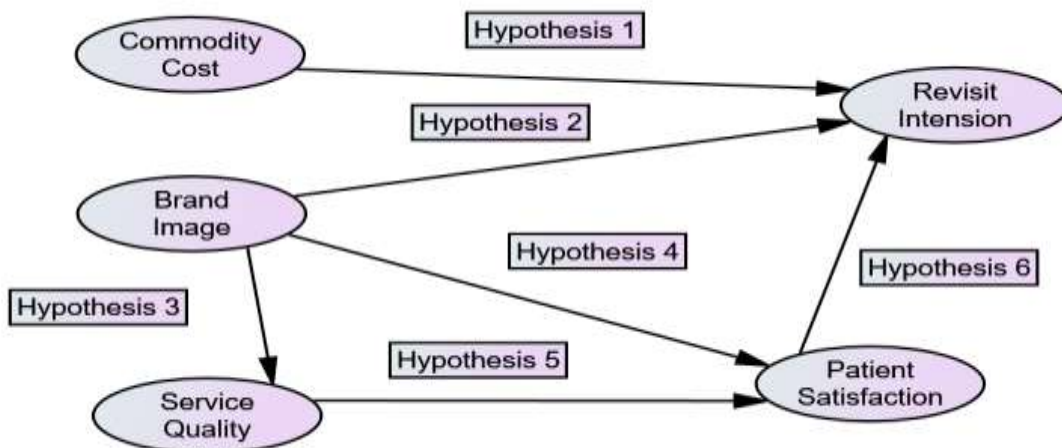 Commodity
Cost
Hypothesis 1
Revisit
Intension
Hypothesis 2
Brand
Image
Hypothesis 4
Hypothesis 6
Hypothesis 3
Hypothesis 5
Patient
Satisfaction
Service
Quality